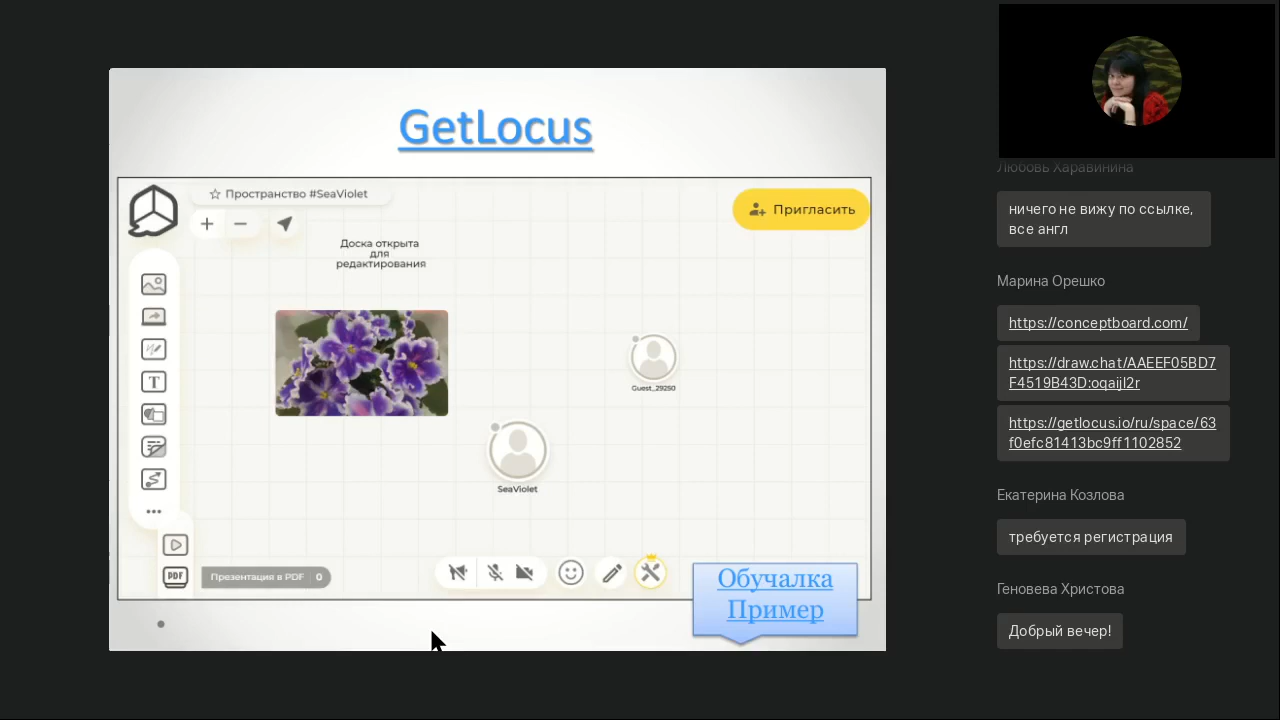 GetLocus
Пространство #SeaViolet
Пригласить
Доска открыта
для
редактирования
T
Guest_29250
SeaViolet
PDF
Презентация в PDF 0
Обучалка
Пример
Любовь Харавинина
ничего не вижу по ссылке,
все англ
Марина Орешко
https://conceptboard.com/
https://draw.chat/AAEEF05BD7
F4519B43D:oqaijI2r
https://getlocus.io/ru/space/63
f0efc81413bc9ff1102852
Екатерина Козлова
требуется регистрация
Геновева Христова
Добрый вечер!